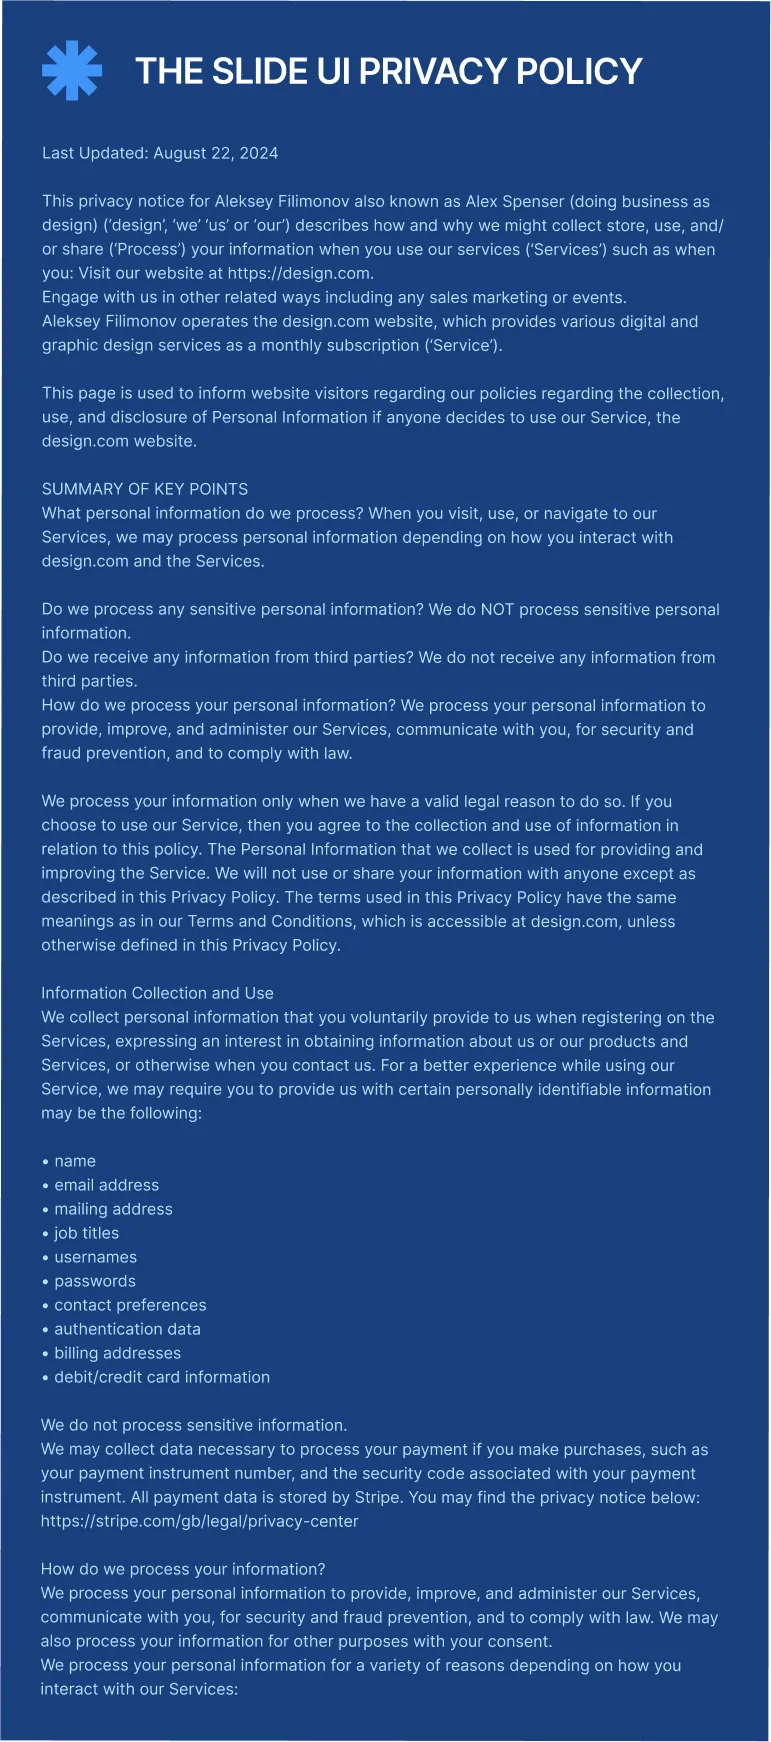 THE SLIDE UI PRIVACY POLICY
Last Updated: August 22, 2024
This privacy notice for Aleksey Filimonov also known as Alex Spenser (doing business as
design) (‘design’, ‘we’ ‘us’ or ‘our’) describes how and why we might collect store, use, and/
or share (‘Process’) your information when you use our services (‘Services’) such as when
you: Visit our website at https://design.com.
Engage with us in other related ways including any sales marketing or events.
Aleksey Filimonov operates the design.com website, which provides various digital and
graphic design services as a monthly subscription (‘Service’).
This page is used to inform website visitors regarding our policies regarding the collection,
use, and disclosure of Personal Information if anyone decides to use our Service, the
design.com website.
SUMMARY OF KEY POINTS
What personal information do we process? When you visit, use, or navigate to our
Services, we may process personal information depending on how you interact with
design.com and the Services.
Do we process any sensitive personal information? We do NOT process sensitive personal
information.
Do we receive any information from third parties? We do not receive any information from
third parties.
How do we process your personal information? We process your personal information to
provide, improve, and administer our Services, communicate with you, for security and
fraud prevention, and to comply with law.
We process your information only when we have a valid legal reason to do so. If you
choose to use our Service, then you agree to the collection and use of information in
relation to this policy. The Personal Information that we collect is used for providing and
improving the Service. We will not use or share your information with anyone except as
described in this Privacy Policy. The terms used in this Privacy Policy have the same
meanings as in our Terms and Conditions, which is accessible at design.com, unless
otherwise defined in this Privacy Policy.
Information Collection and Use
We collect personal information that you voluntarily provide to us when registering on the
Services, expressing an interest in obtaining information about us or our products and
Services, or otherwise when you contact us. For a better experience while using our
Service, we may require you to provide us with certain personally identifiable information
may be the following:
• name
• email address
• mailing address
• job titles
• usernames
• passwords
• contact preferences
• authentication data
• billing addresses
• debit/credit card information
We do not process sensitive information.
We may collect data necessary to process your payment if you make purchases, such as
your payment instrument number, and the security code associated with your payment
instrument. All payment data is stored by Stripe. You may find the privacy notice below:
https://stripe.com/gb/legal/privacy-center
How do we process your information?
We process your personal information to provide, improve, and administer our Services,
communicate with you, for security and fraud prevention, and to comply with law. We may
also process your information for other purposes with your consent.
We process your personal information for a variety of reasons depending on how you
interact with our Services: